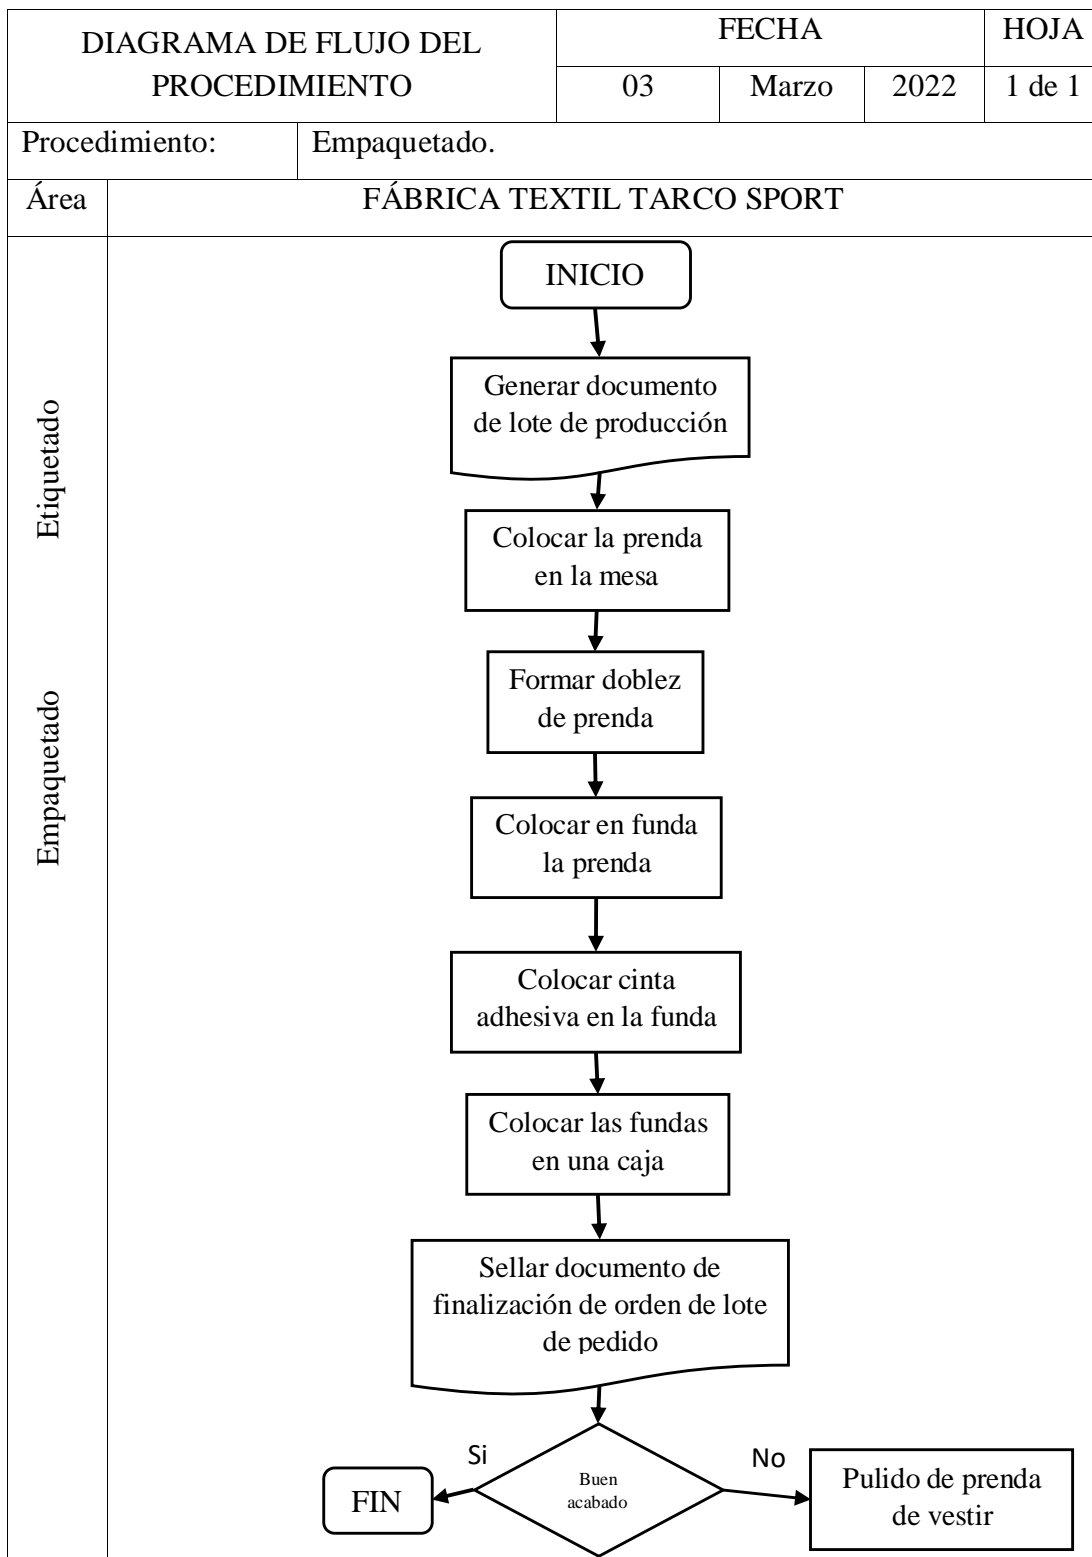 DIAGRAMA DE FLUJO DEL
PROCEDIMIENTO
FECHA
HOJA
03
Marzo
2022
1 de 1
Procedimiento:
Empaquetado.
Área
FÁBRICA TEXTIL TARCO SPORT
Etiquetado
Empaquetado
INICIO
Generar documento
de lote de producción
Colocar la prenda
en la mesa
Formar doblez
de prenda
Colocar en funda
la prenda
Colocar cinta
adhesiva en la funda
Colocar las fundas
en una caja
Sellar documento de
finalización de orden de lote
de pedido
Si
Buen
acabado
No
FIN
Pulido de prenda
de vestir